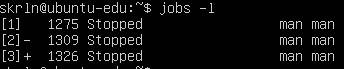 skrln@ubuntu-edu:~$ jobs -l
[1]   1275 Stopped                 man man
[2]-  1309 Stopped                 man man
[3]+  1326 Stopped                 man man